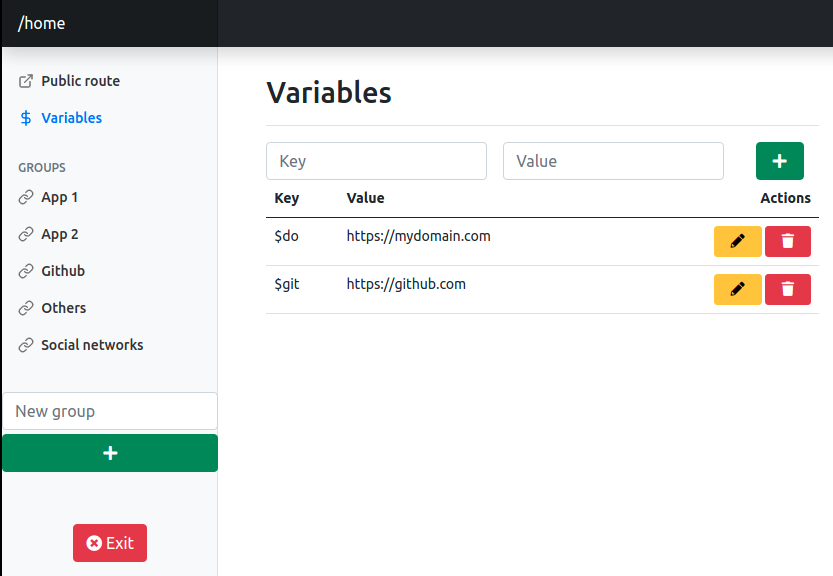 /home
Public route
Variables
GROUPS
App 1
App 2
Github
Others
Social networks
New group
Exit
Variables
Key Value
Key Value Actions
$do https://mydomain.com
$git https://github.com